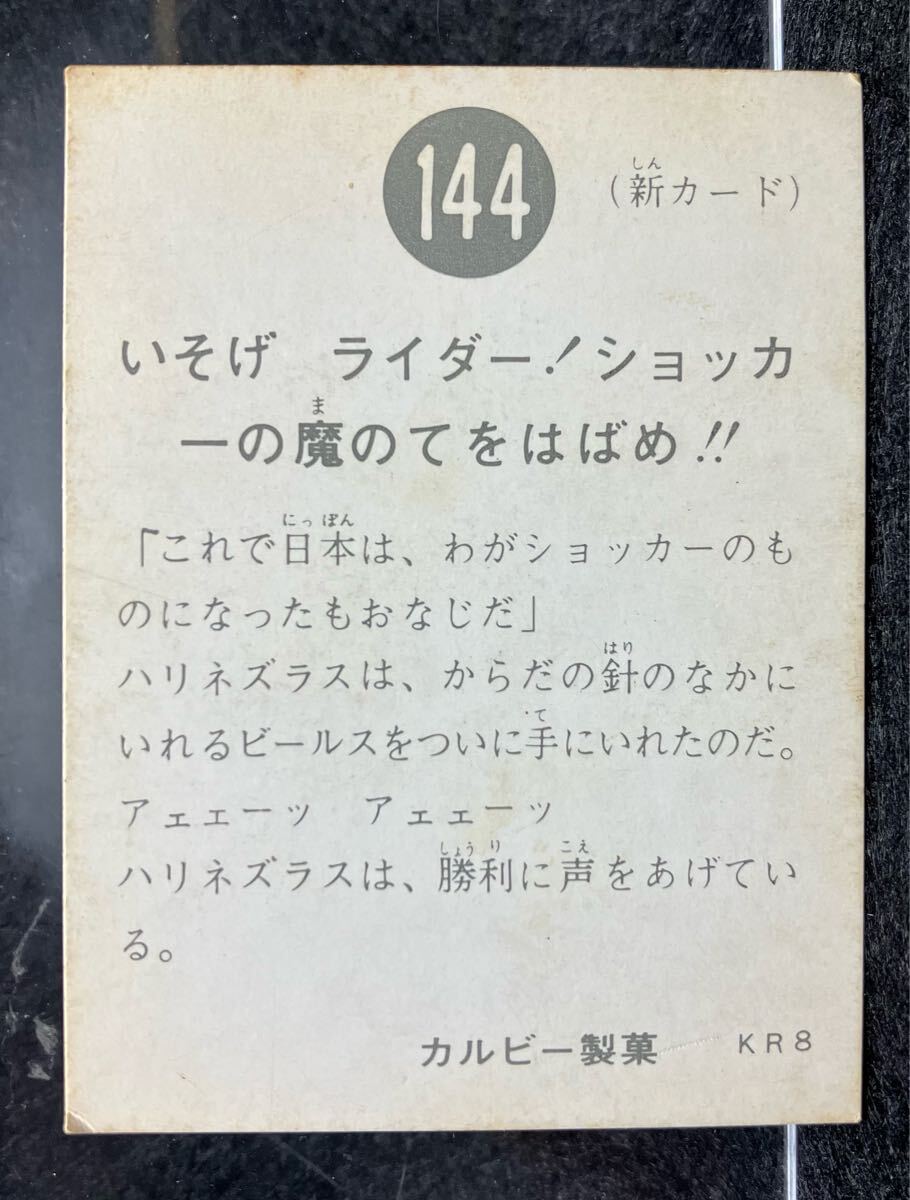 144
(新カード)
いそげ　ライダー！ショッカ
ーの魔のてをはばめ！！
「これで日本は、わがショッカーのも
のになったもおなじだ」
ハリネズラスは、からだの針のなかに
いれるビールスをついに手にいれたのだ。
アェェーッ　アェェーッ
ハリネズラスは、勝利に声をあげてい
る。
カルビー製菓
KR8